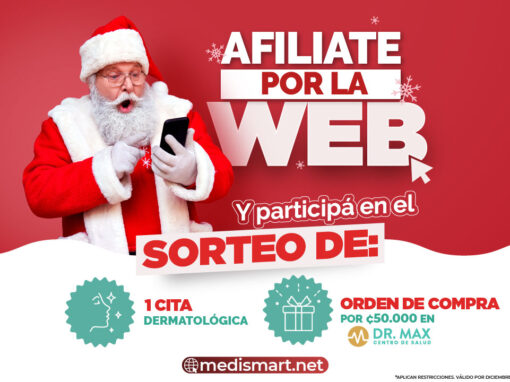 AFILIATE
POR LA
WEB
Y participá en el
SORTEO DE:
1 CITA
DERMATOLÓGICA
ORDEN DE COMPRA
POR ₡50.000 EN
DR. MAX
CENTRO DE SALUD
medismart.net
*APLICAN RESTRICCIONES, VÁLIDO POR DICIEMBRE